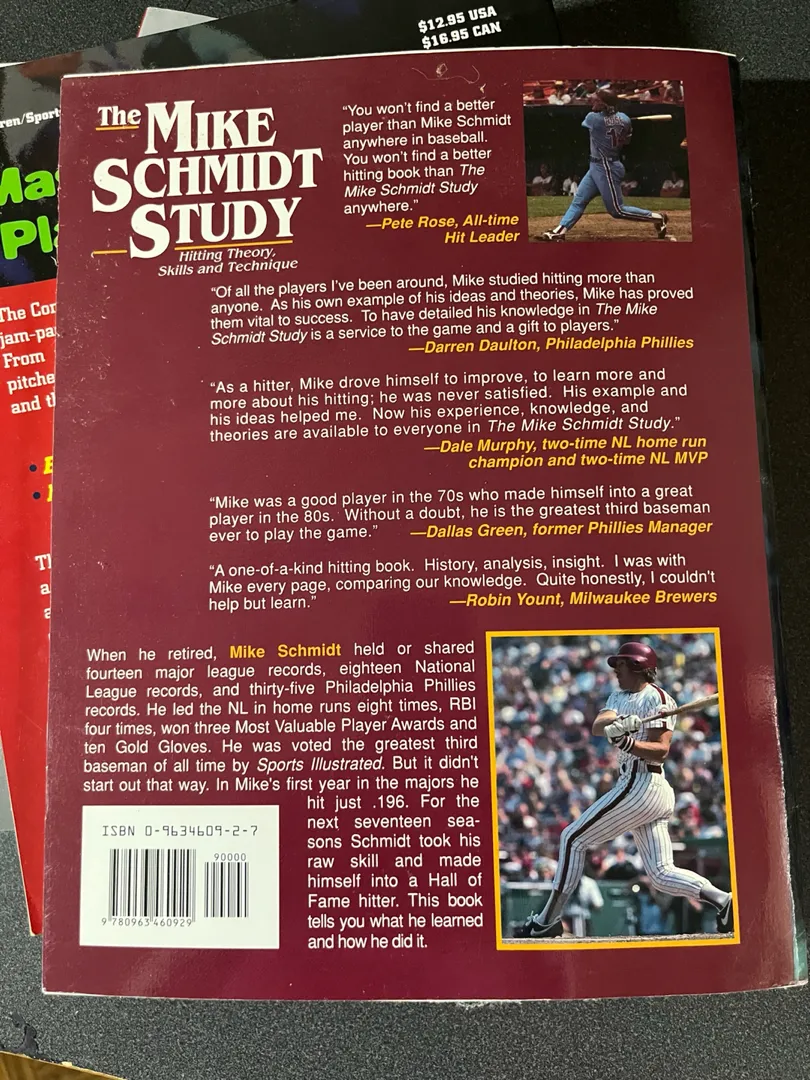 $12.95 USA
$16.95 CAN
ren/Sport
The MIKE
SCHMIDT
STUDY
Hitting Theory,
Skills and Technique
“You won’t find a better
player than Mike Schmidt
anywhere in baseball.
You won’t find a better
hitting book than The
Mike Schmidt Study
anywhere.”
—Pete Rose, All-time
Hit Leader
“Of all the players I’ve been around, Mike studied hitting more than
anyone. As his own example of his ideas and theories, Mike has proved
them vital to success. To have detailed his knowledge in The Mike
Schmidt Study is a service to the game and a gift to players.”
—Darren Daulton, Philadelphia Phillies
“As a hitter, Mike drove himself to improve, to learn more and
more about his hitting; he was never satisfied. His example and
his ideas helped me. Now his experience, knowledge, and
theories are available to everyone in The Mike Schmidt Study.”
—Dale Murphy, two-time NL home run
champion and two-time NL MVP
“Mike was a good player in the 70s who made himself into a great
player in the 80s. Without a doubt, he is the greatest third baseman
ever to play the game.” —Dallas Green, former Phillies Manager
“A one-of-a-kind hitting book. History, analysis, insight. I was with
Mike every page, comparing our knowledge. Quite honestly, I couldn’t
help but learn.” —Robin Yount, Milwaukee Brewers
When he retired, Mike Schmidt held or shared
fourteen major league records, eighteen National
League records, and thirty-five Philadelphia Phillies
records. He led the NL in home runs eight times, RBI
four times, won three Most Valuable Player Awards and
ten Gold Gloves. He was voted the greatest third
baseman of all time by Sports Illustrated. But it didn’t
start out that way. In Mike’s first year in the majors he
hit just .196. For the
next seventeen sea-
sons Schmidt took his
raw skill and made
himself into a Hall of
Fame hitter. This book
tells you what he learned
and how he did it.
ISBN 0-9634609-2-7
90000
9 780963 460929
Ma
Pl
The Co
jam-pa
From
pitche
and th